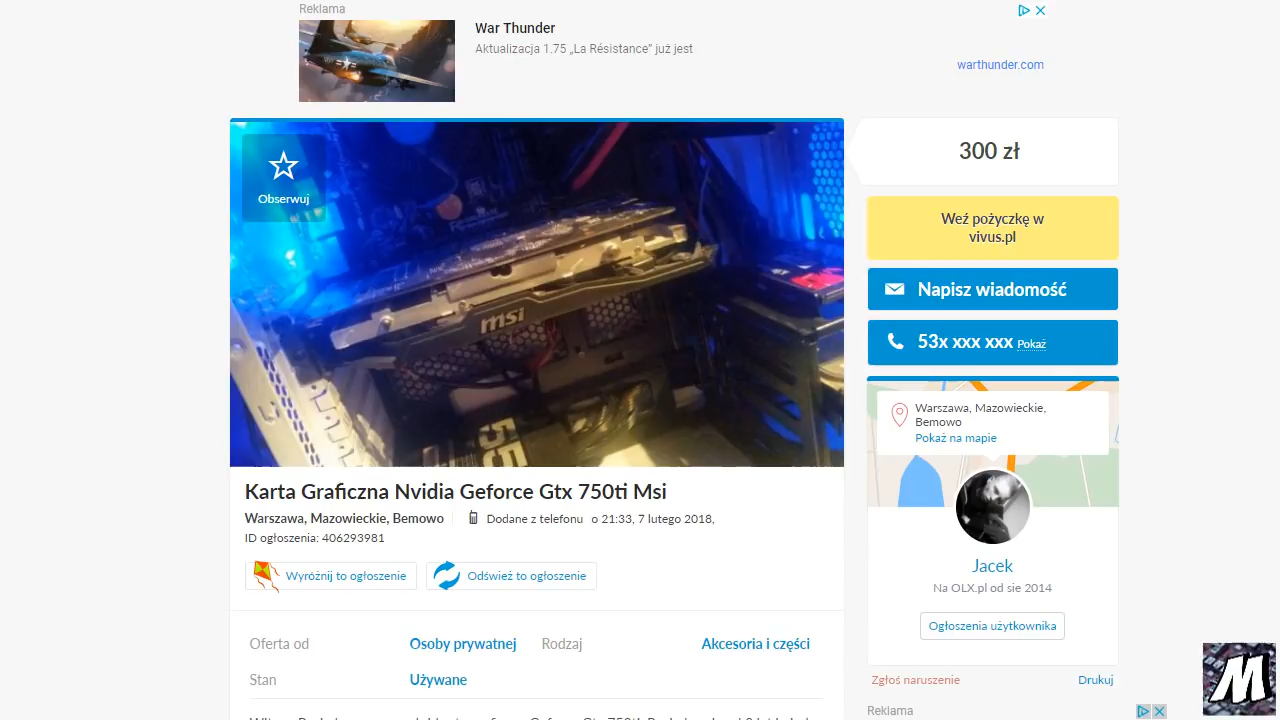 Reklama
War Thunder
Aktualizacja 1.75 „La Résistance” już jest
warthunder.com
Obserwuj
msi
300 zł
Weź pożyczkę w
vivus.pl
Napisz wiadomość
53x xxx xxx Pokaż
Warszawa, Mazowieckie,
Bemowo
Pokaż na mapie
Karta Graficzna Nvidia Geforce Gtx 750ti Msi
Warszawa, Mazowieckie, Bemowo Dodane z telefonu o 21:33, 7 lutego 2018,
ID ogłoszenia: 406293981
Wyróżnij to ogłoszenie Odśwież to ogłoszenie
Jacek
Na OLX.pl od sie 2014
Ogłoszenia użytkownika
Oferta od Osoby prywatnej Rodzaj Akcesoria i części
Stan Używane
Zgłoś naruszenie Drukuj
Reklama
M